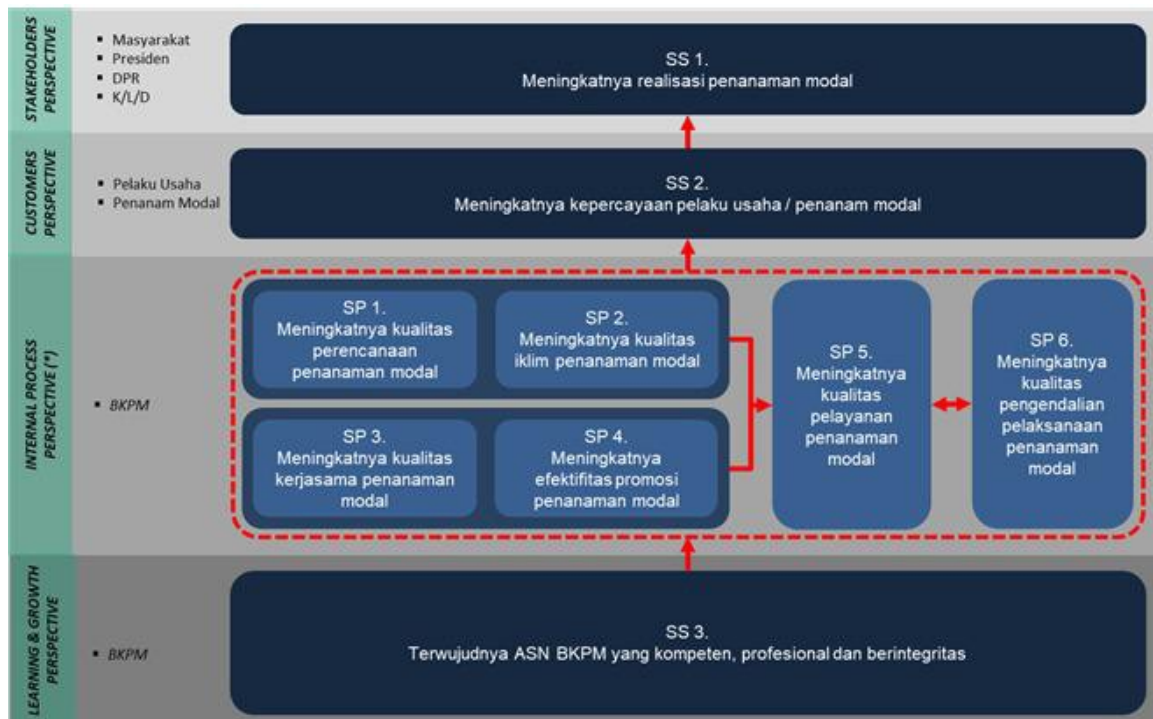 STAKEHOLDERS
PERSPECTIVE
▪ Masyarakat
▪ Presiden
▪ DPR
▪ K/L/D
SS 1.
Meningkatnya realisasi penanaman modal
CUSTOMERS
PERSPECTIVE
▪ Pelaku Usaha
▪ Penanam Modal
SS 2.
Meningkatnya kepercayaan pelaku usaha / penanam modal
INTERNAL PROCESS
PERSPECTIVE (*)
▪ BKPM
SP 1.
Meningkatnya kualitas
perencanaan
penanaman modal
SP 2.
Meningkatnya kualitas
iklim penanaman modal
SP 3.
Meningkatnya kualitas
kerjasama penanaman
modal
SP 4.
Meningkatnya
efektifitas promosi
penanaman modal
SP 5.
Meningkatnya
kualitas
pelayanan
penanaman
modal
SP 6.
Meningkatnya
kualitas
pengendalian
pelaksanaan
penanaman
modal
LEARNING & GROWTH
PERSPECTIVE
▪ BKPM
SS 3.
Terwujudnya ASN BKPM yang kompeten, profesional dan berintegritas